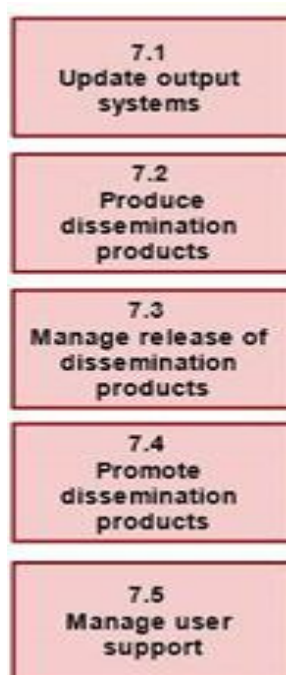 7.1
Update output
systems
7.2
Produce
dissemination
products
7.3
Manage release of
dissemination
products
7.4
Promote
dissemination
products
7.5
Manage user
support